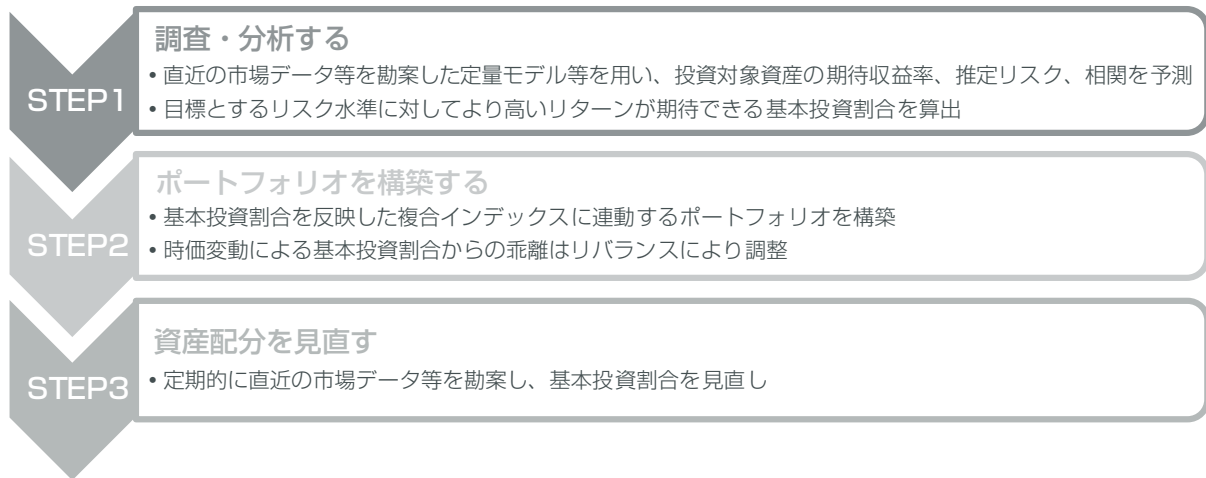 STEP1
調査・分析する
•直近の市場データ等を勘案した定量モデル等を用い、投資対象資産の期待収益率、推定リスク、相関を予測
•目標とするリスク水準に対してより高いリターンが期待できる基本投資割合を算出
STEP2
ポートフォリオを構築する
•基本投資割合を反映した複合インデックスに連動するポートフォリオを構築
•時価変動による基本投資割合からの乖離はリバランスにより調整
STEP3
資産配分を見直す
•定期的に直近の市場データ等を勘案し、基本投資割合を見直し